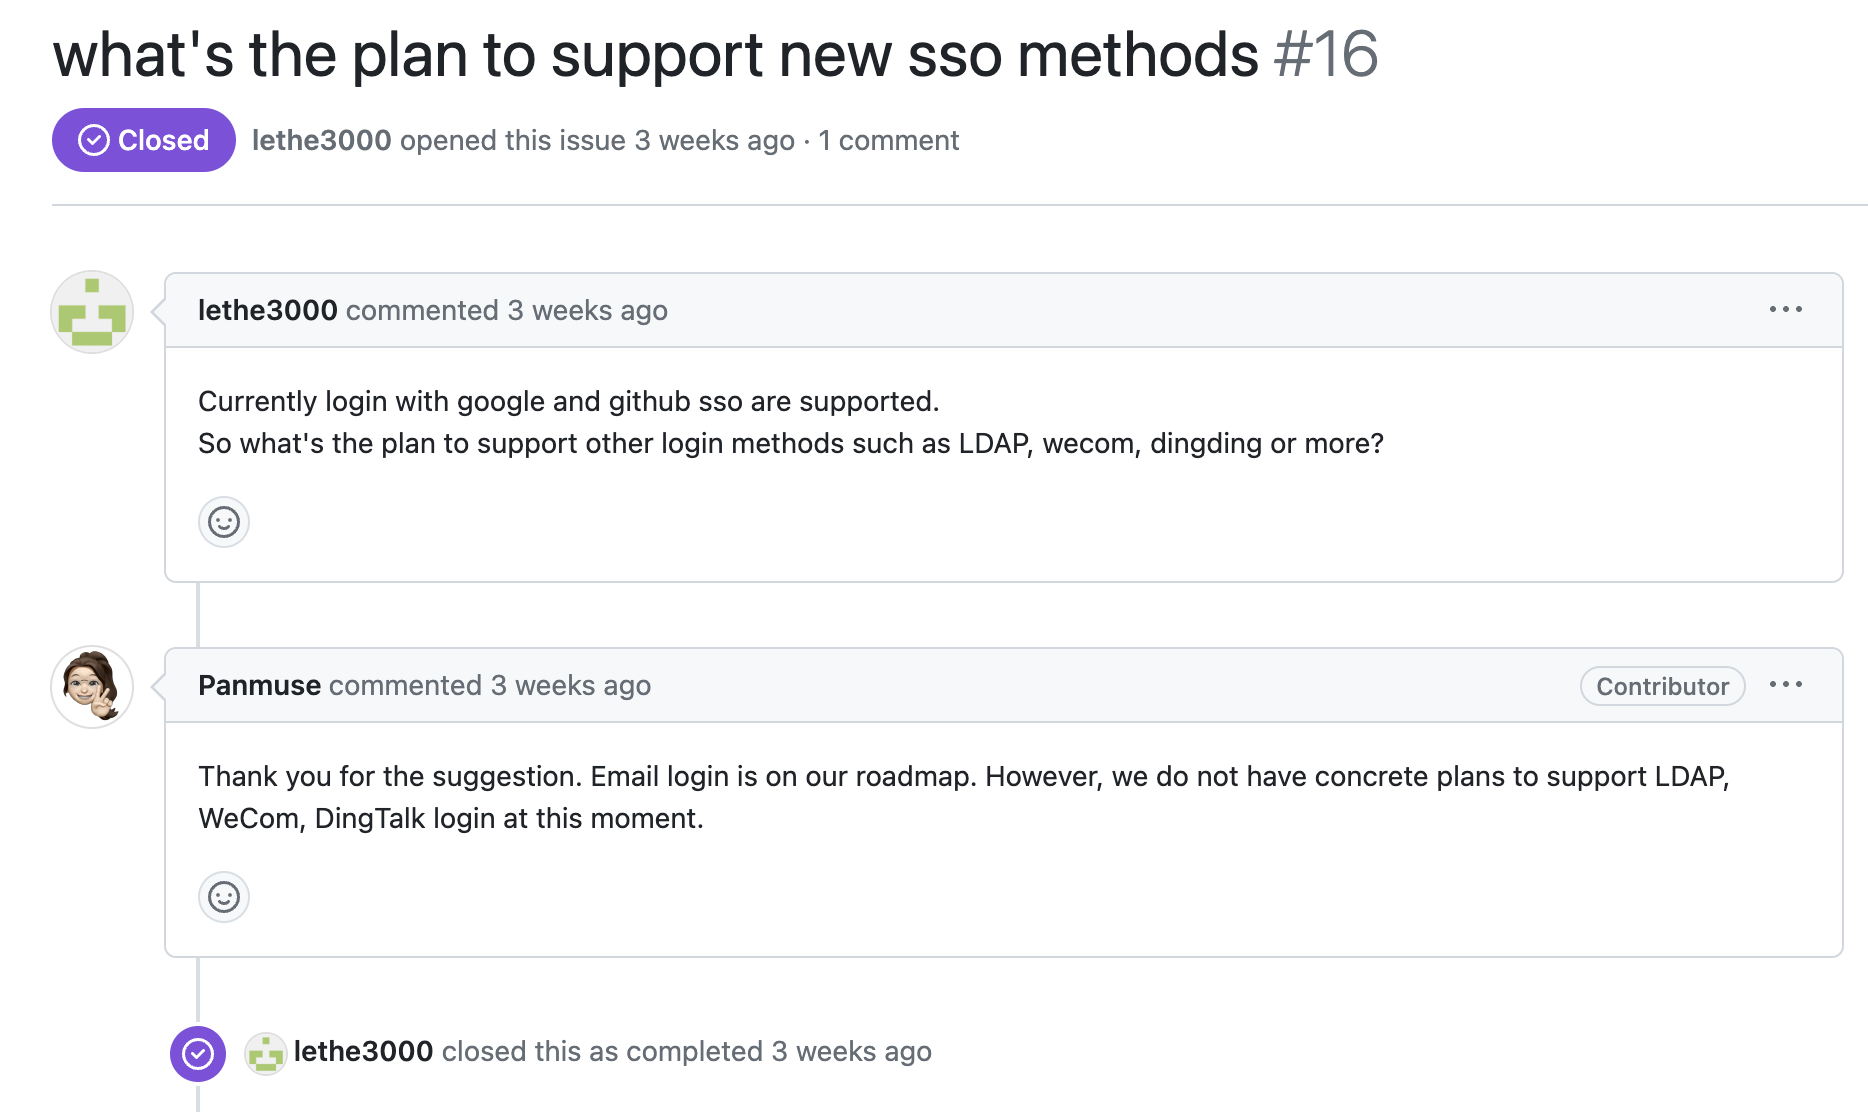 what's the plan to support new sso methods #16
Closed lethe3000 opened this issue 3 weeks ago · 1 comment
lethe3000 commented 3 weeks ago
Currently login with google and github sso are supported.
So what's the plan to support other login methods such as LDAP, wecom, dingding or more?
Panmuse commented 3 weeks ago Contributor
Thank you for the suggestion. Email login is on our roadmap. However, we do not have concrete plans to support LDAP,
WeCom, DingTalk login at this moment.
lethe3000 closed this as completed 3 weeks ago